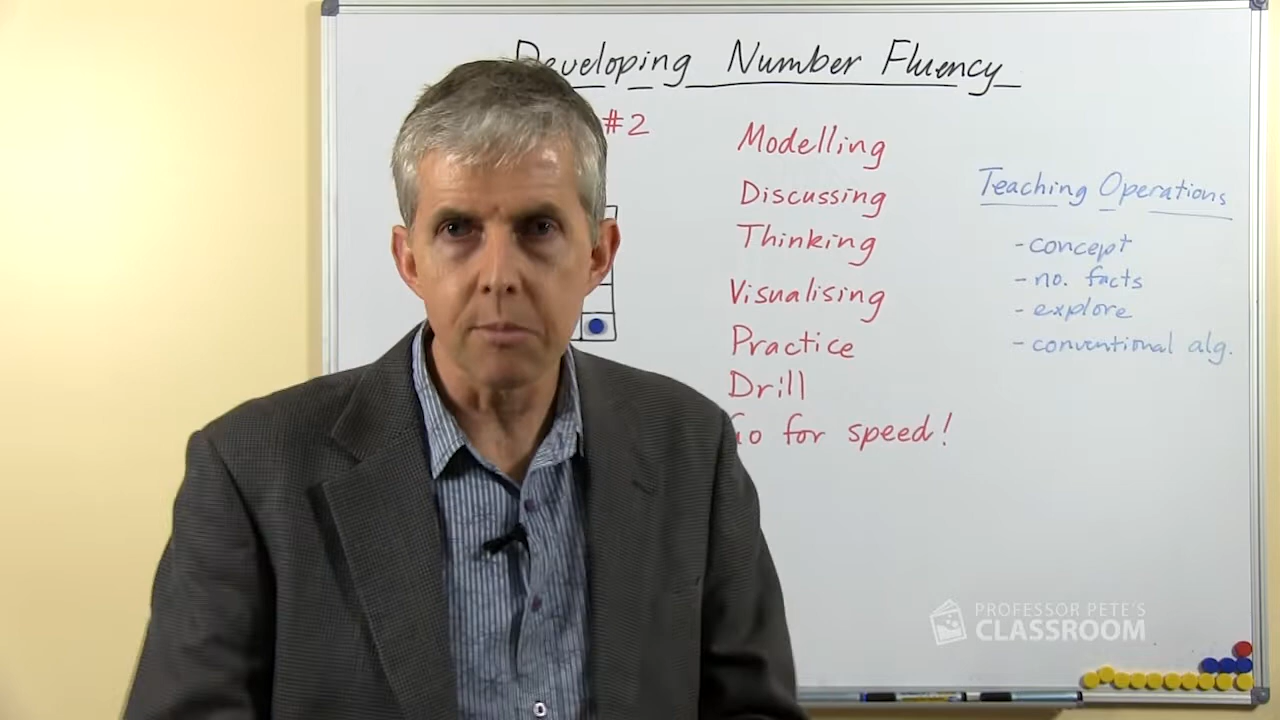 Developing Number Fluency
#2
Modelling
Discussing
Thinking
Visualising
Practice
Drill
Go for speed!
Teaching Operations
- concept
- no. facts
- explore
- conventional alg.
PROFESSOR PETE'S
CLASSROOM